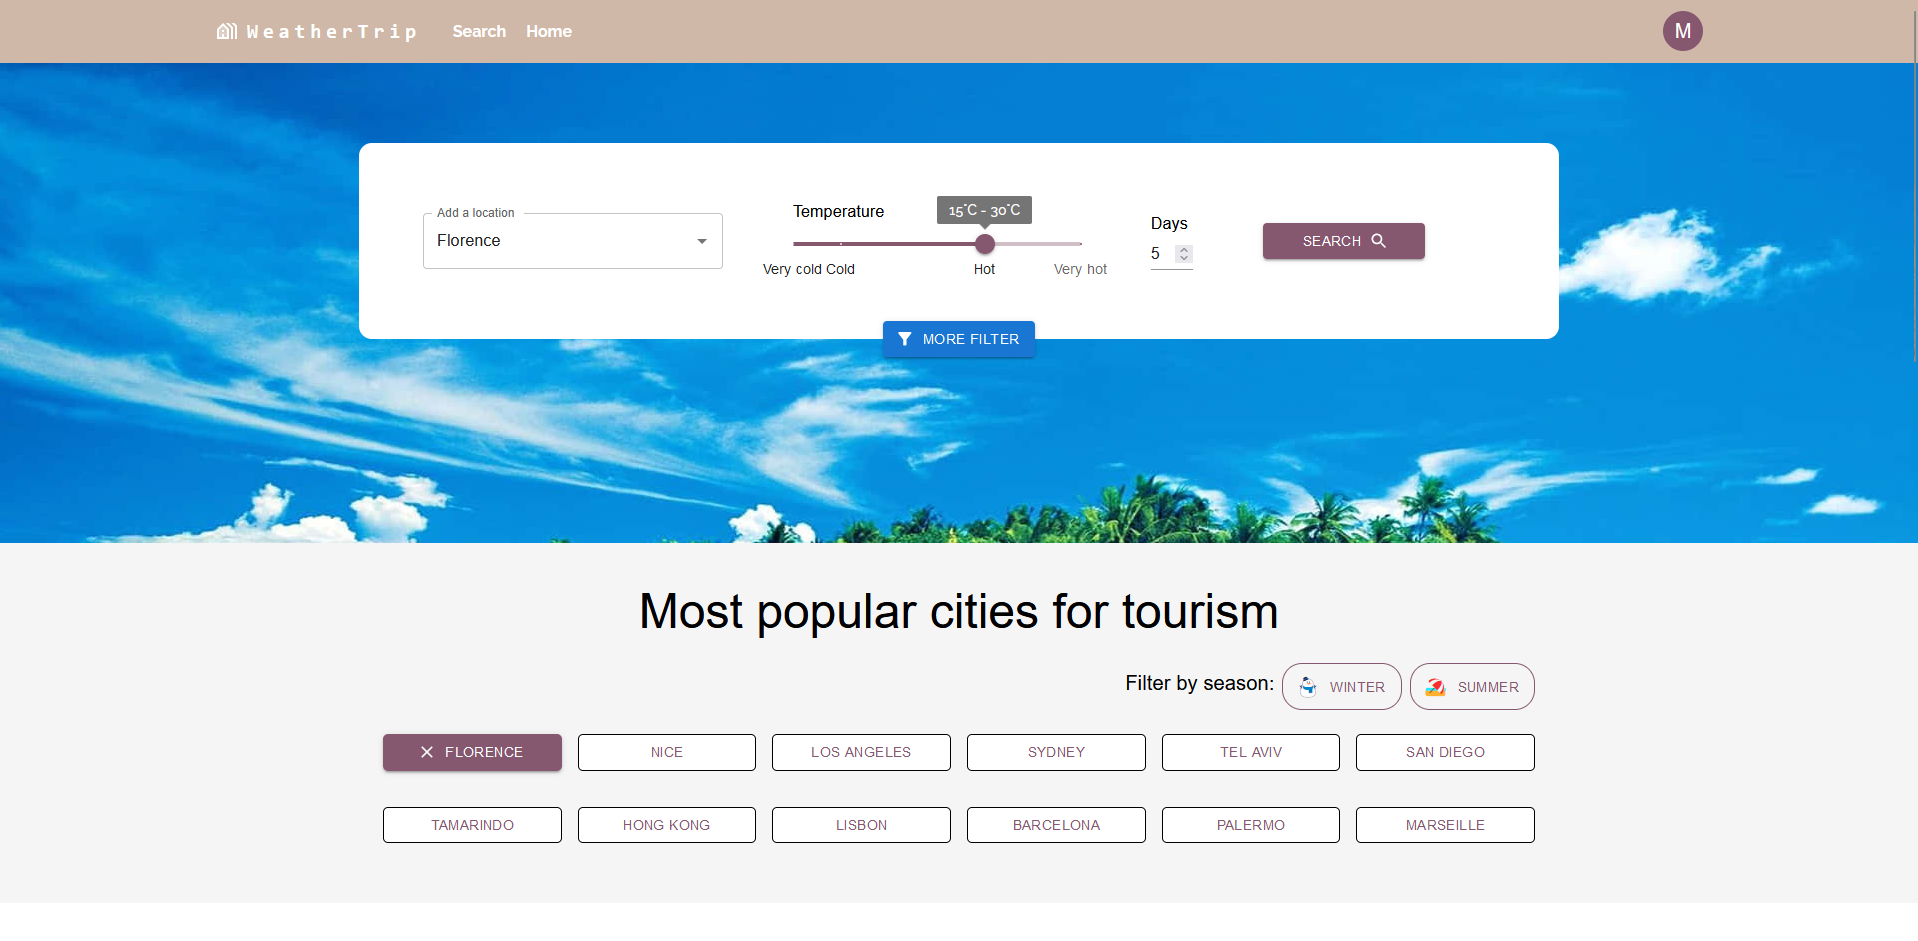 WeatherTrip Search Home M
Add a location
Florence
Temperature
15°C - 30°C
Very cold Cold Hot Very hot
Days
5
SEARCH
MORE FILTER
Most popular cities for tourism
Filter by season: WINTER SUMMER
FLORENCE NICE LOS ANGELES SYDNEY TEL AVIV SAN DIEGO
TAMARINDO HONG KONG LISBON BARCELONA PALERMO MARSEILLE